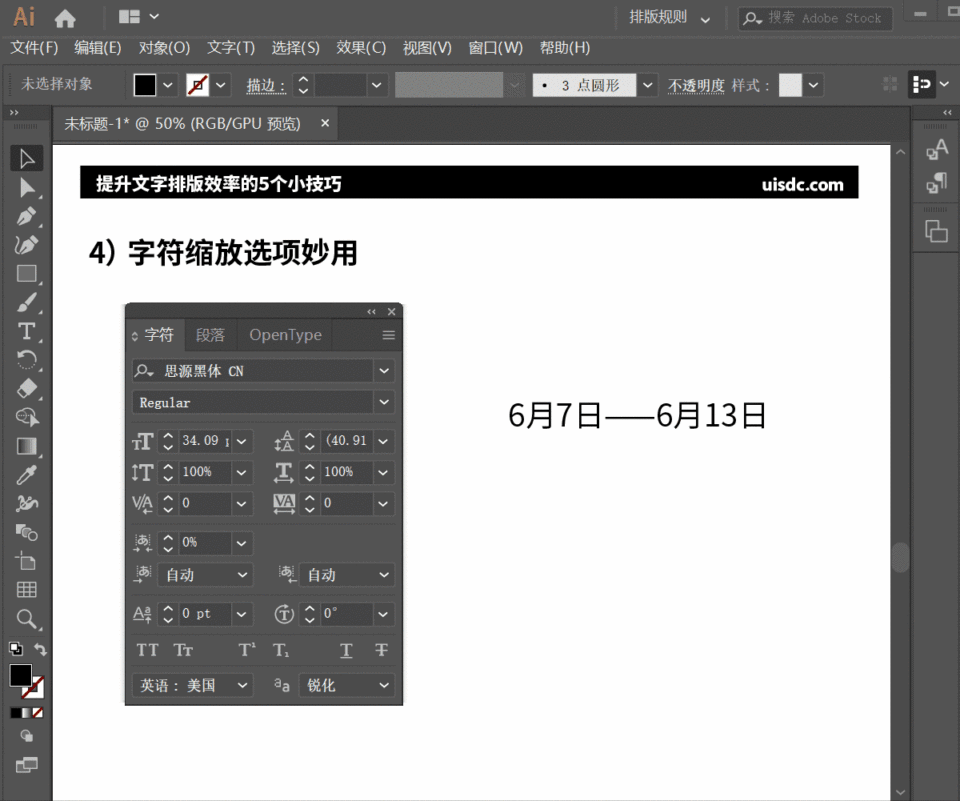 Ai
排版规则
搜索 Adobe Stock
文件(F) 编辑(E) 对象(O) 文字(T) 选择(S) 效果(C) 视图(V) 窗口(W) 帮助(H)
未选择对象 描边： 3 点圆形 不透明度 样式：
未标题-1* @ 50% (RGB/GPU 预览) ×
提升文字排版效率的5个小技巧
uisdc.com
4）字符缩放选项妙用
字符 段落 OpenType
思源黑体 CN
Regular
34.09 (40.91
100% 100%
0 0
0%
自动 自动
0 pt 0°
TT Tт T¹ T₁ T T
英语：美国 aa 锐化
6月7日——6月13日